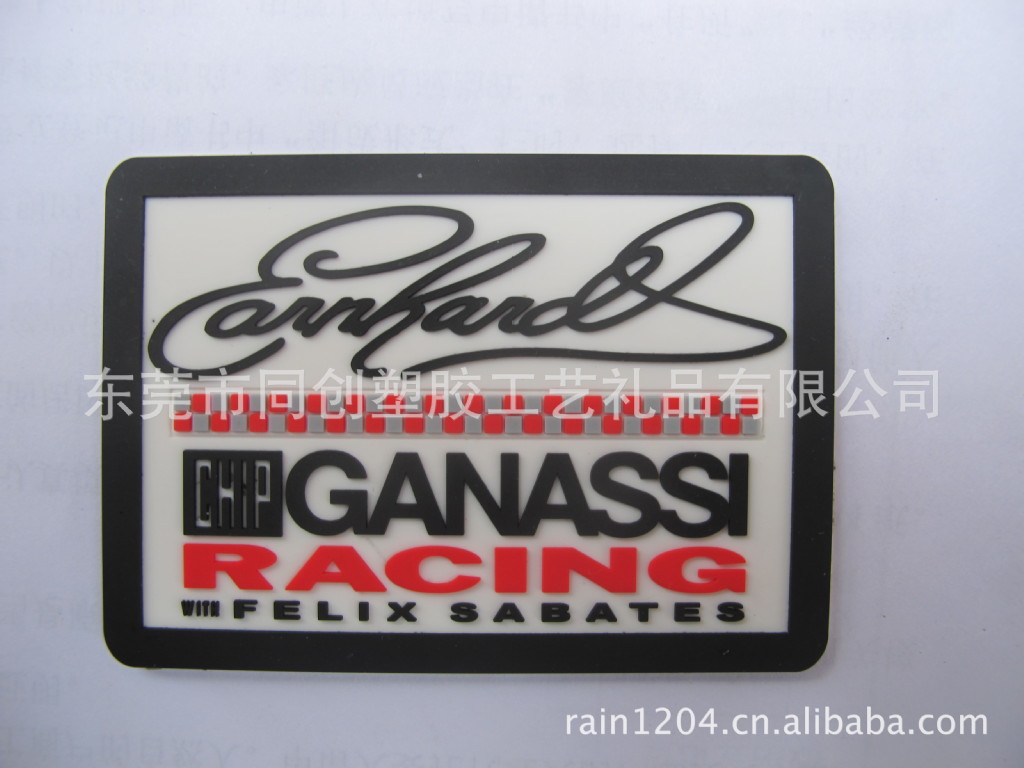 Earnhardt
东莞市同创塑胶工艺礼品有限公司
CHIP GANASSI
RACING
WITH FELIX SABATES
rain1204.cn.alibaba.com